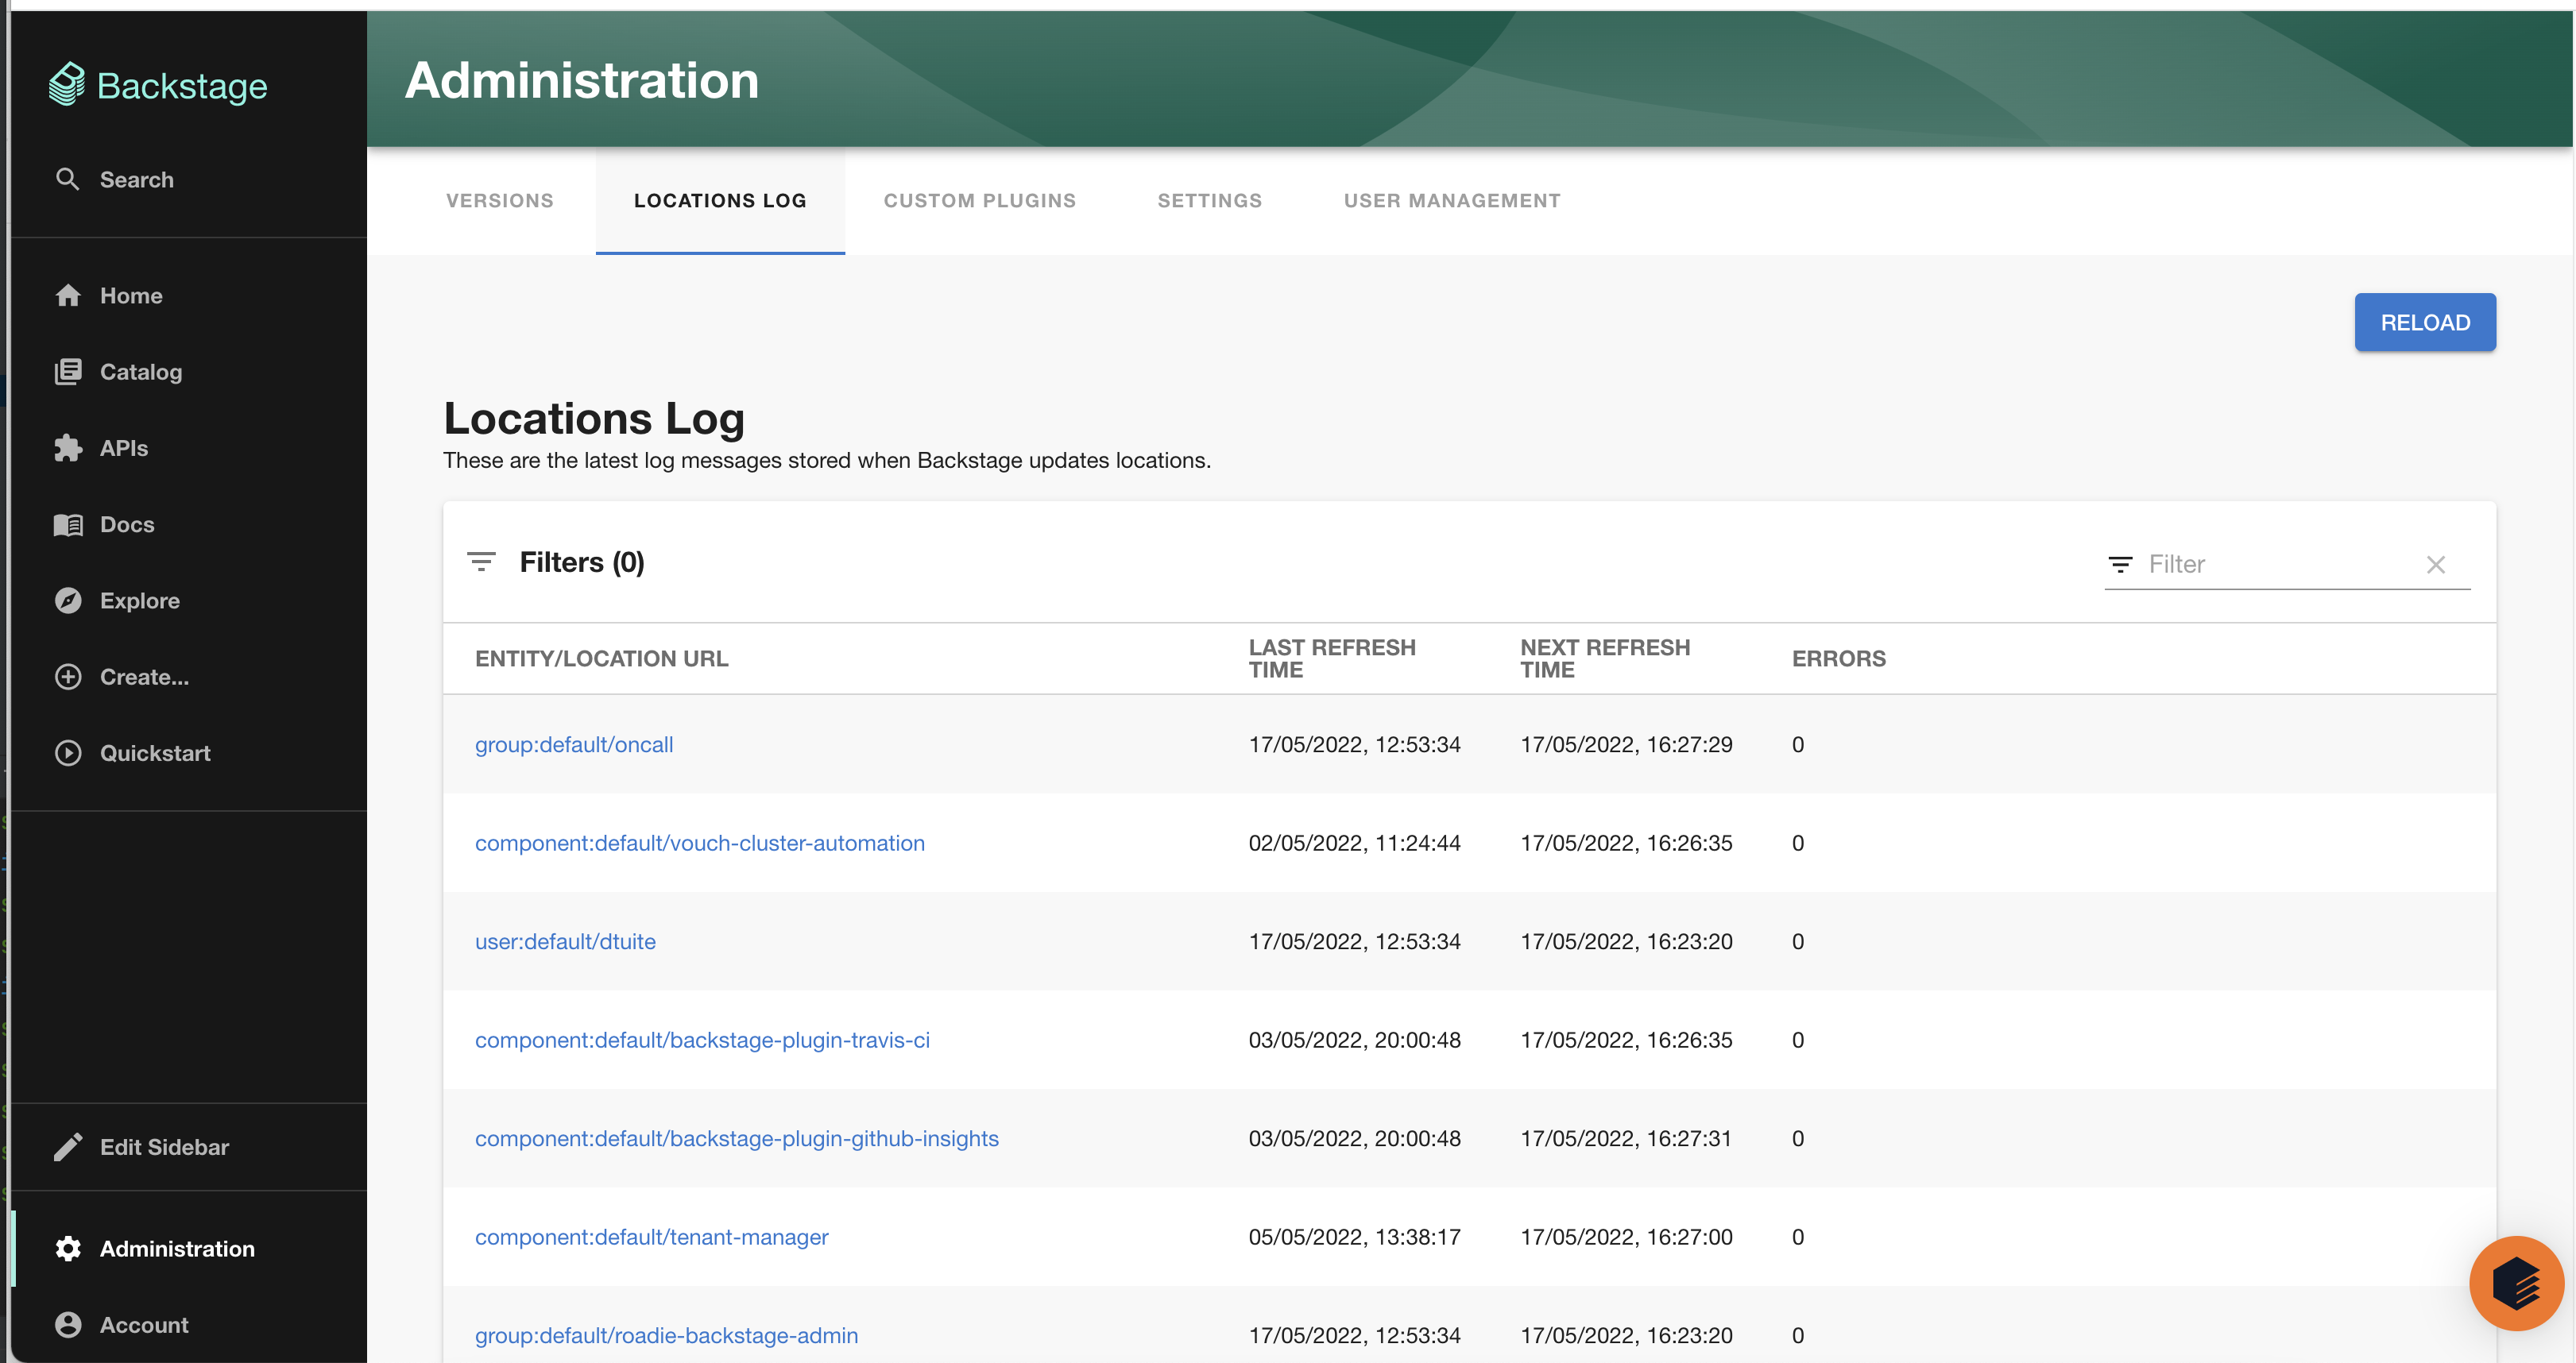 Backstage
Search
Home
Catalog
APIs
Docs
Explore
Create...
Quickstart
Edit Sidebar
Administration
Account
Administration
VERSIONS LOCATIONS LOG CUSTOM PLUGINS SETTINGS USER MANAGEMENT
RELOAD
Locations Log
These are the latest log messages stored when Backstage updates locations.
Filters (0) Filter
ENTITY/LOCATION URL LAST REFRESH TIME NEXT REFRESH TIME ERRORS
group:default/oncall 17/05/2022, 12:53:34 17/05/2022, 16:27:29 0
component:default/vouch-cluster-automation 02/05/2022, 11:24:44 17/05/2022, 16:26:35 0
user:default/dtuite 17/05/2022, 12:53:34 17/05/2022, 16:23:20 0
component:default/backstage-plugin-travis-ci 03/05/2022, 20:00:48 17/05/2022, 16:26:35 0
component:default/backstage-plugin-github-insights 03/05/2022, 20:00:48 17/05/2022, 16:27:31 0
component:default/tenant-manager 05/05/2022, 13:38:17 17/05/2022, 16:27:00 0
group:default/roadie-backstage-admin 17/05/2022, 12:53:34 17/05/2022, 16:23:20 0